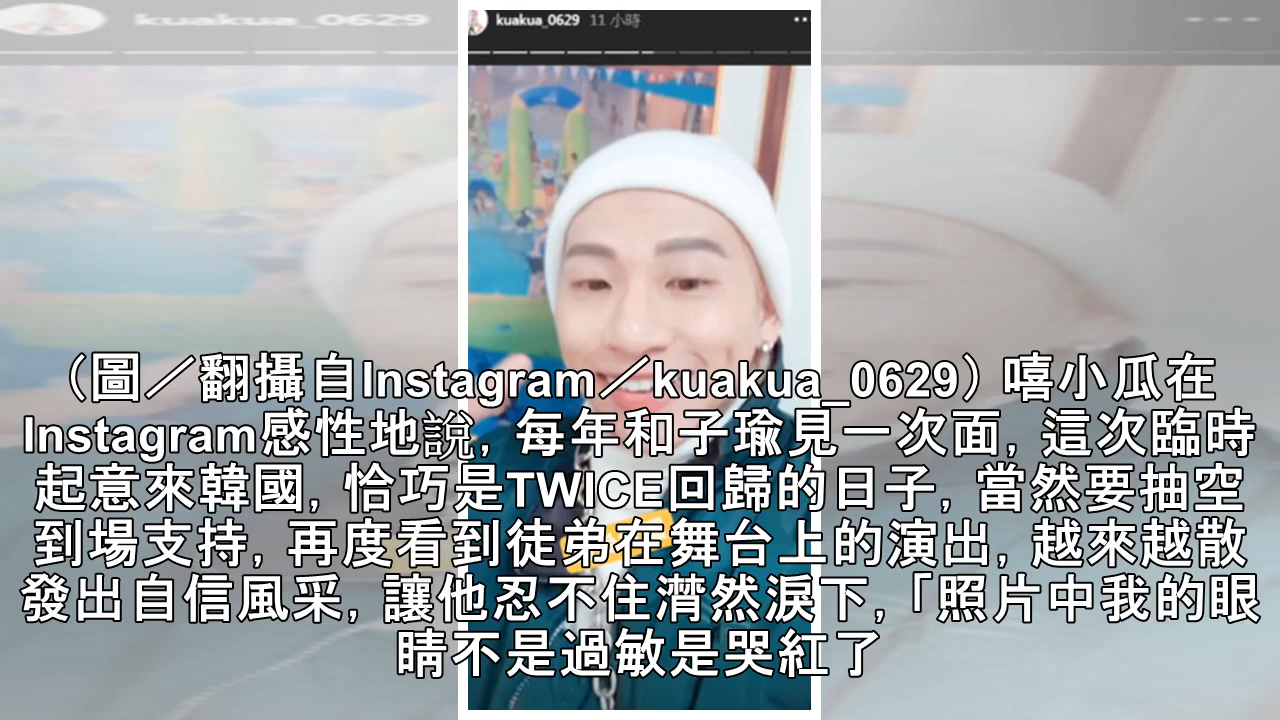 kuakua_0629
kuakua_0629 11 小時
（圖／翻攝自Instagram／kuakua_0629）嘻小瓜在
Instagram感性地說, 每年和子瑜見一次面, 這次臨時
起意來韓國, 恰巧是TWICE回歸的日子, 當然要抽空
到場支持, 再度看到徒弟在舞台上的演出, 越來越散
發出自信風采, 讓他忍不住潸然淚下,「照片中我的眼
睛不是過敏是哭紅了